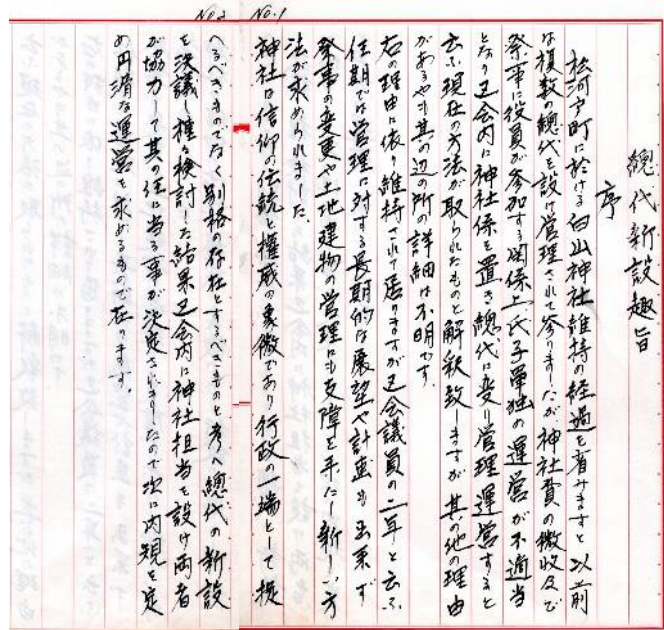 No.1
No.2
總代新設趣旨
序
松河戸町に於ける白山神社維持の経過を省みますと以前
は複数の總代を設け管理されて參りましたが神社費の徴収及び
祭事に役員が参加する関係上、氏子單独の運営が不適当
となり区会内に神社係を置き總代に変り管理運営すると
云ふ現在の方法が取られたものと解釈致しますが其の他の理由
があるやも其の辺の所の詳細は不明です。
右の理由に依り維持されて居りますが区会議員の二年と云ふ
任期では管理に対する長期的な展望や計画も出来ず
祭事の変更や土地建物の管理にも支障を来たし新しい方
法が求められました。
神社は信仰の伝統と權威の象徴であり行政の一端として
へるべきものでなく別格の存在とするべきものと考へ總代の新設
を決議し種々検討した結果区会内に神社担当を設け両者
が協力して其の任に当る事が決定されましたので次に内規を定
め円滑な運営を求めるもので在ります。